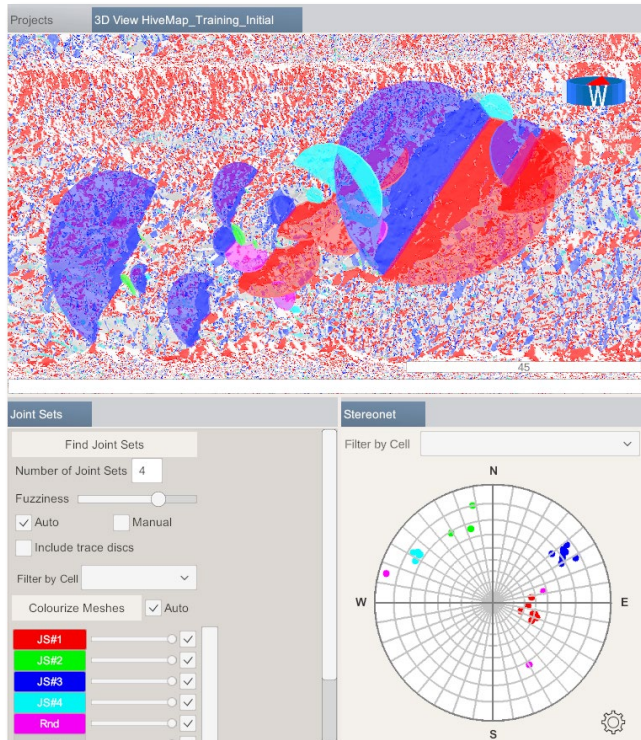 Projects
3D View HiveMap_Training_Initial
W
45
Joint Sets
Find Joint Sets
Number of Joint Sets 4
Fuzziness
Auto Manual
Include trace discs
Filter by Cell
Colourize Meshes Auto
JS#1
JS#2
JS#3
JS#4
Rnd
Stereonet
Filter by Cell
N
W E
S